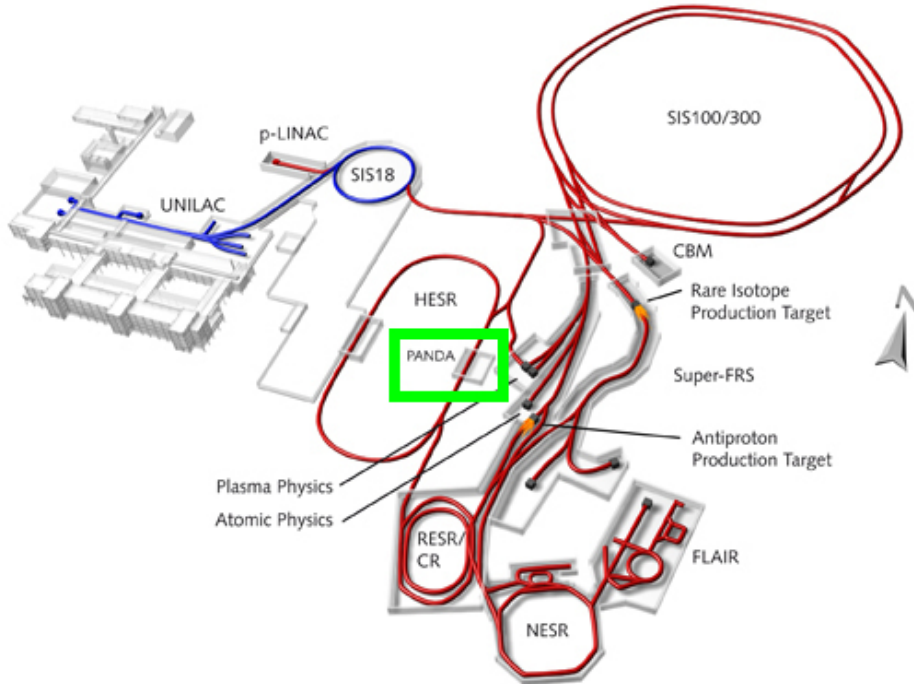 SIS100/300
p-LINAC
SIS18
UNILAC
CBM
HESR
Rare Isotope
Production Target
PANDA
Super-FRS
Antiproton
Production Target
Plasma Physics
Atomic Physics
RESR/
CR
FLAIR
NESR